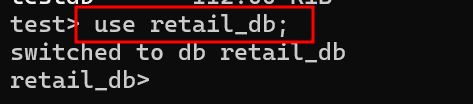 test> use retail_db;
switched to db retail_db
retail_db>